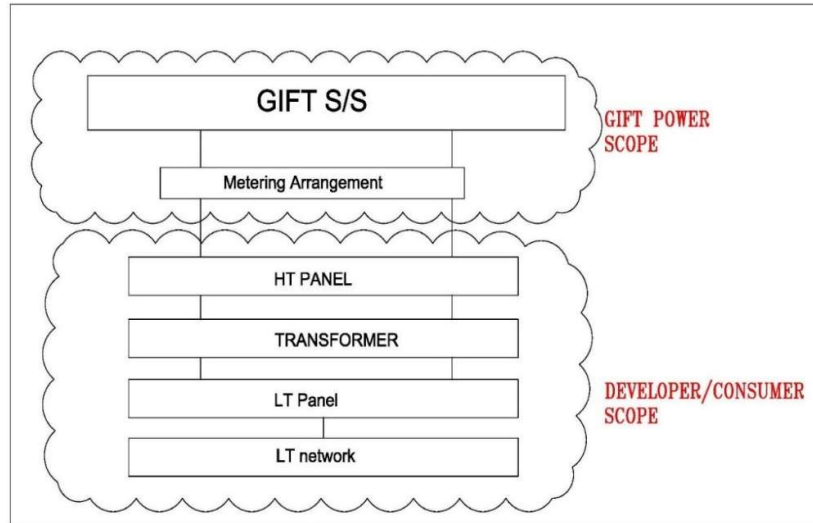 GIFT S/S
GIFT POWER
SCOPE
Metering Arrangement
HT PANEL
TRANSFORMER
LT Panel
DEVELOPER/CONSUMER
SCOPE
LT network